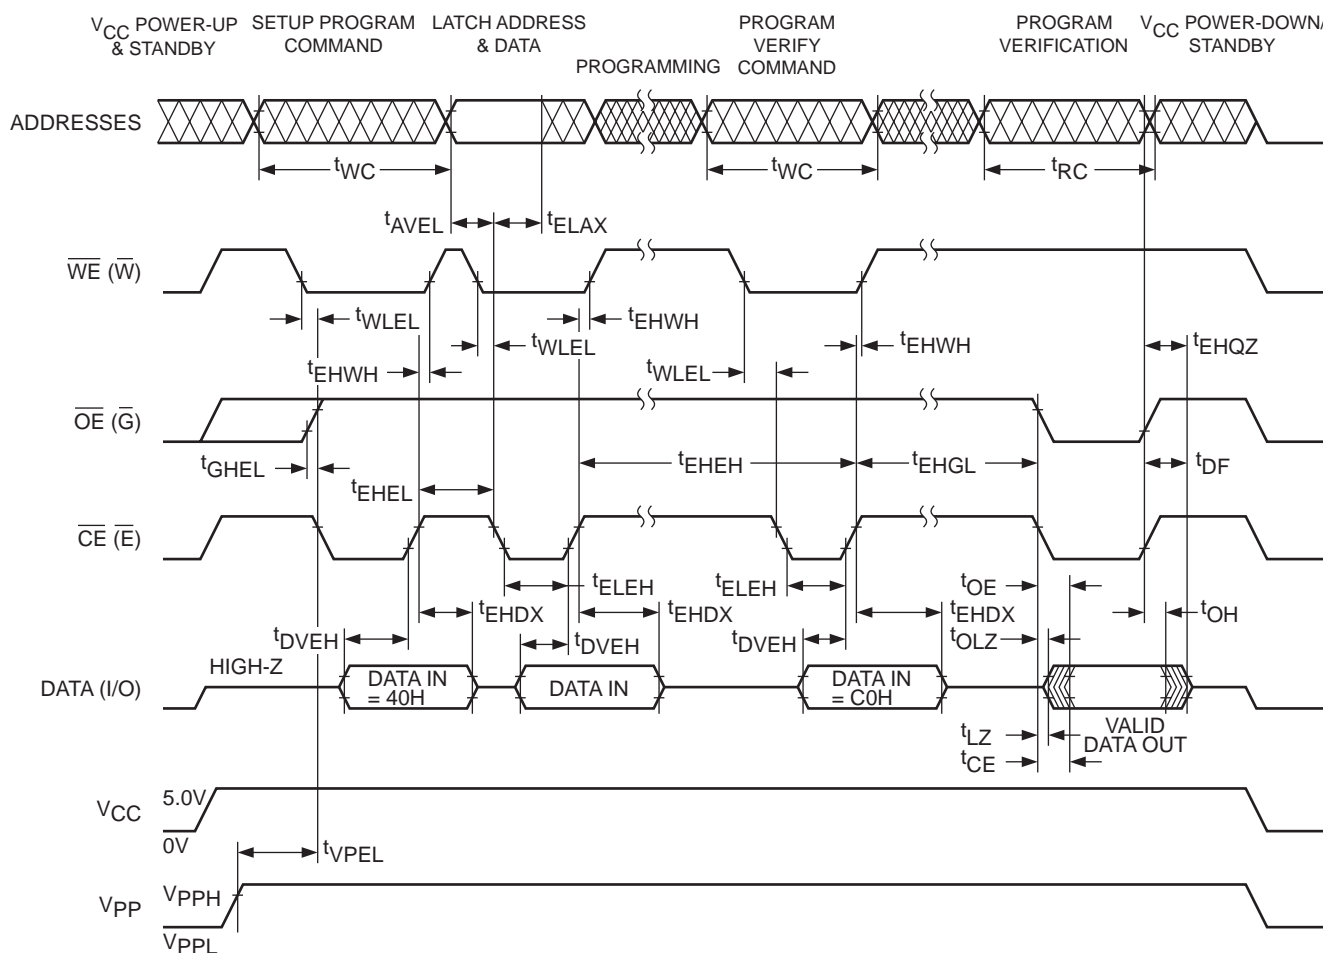 VCC POWER-UP & STANDBY
SETUP PROGRAM COMMAND
LATCH ADDRESS & DATA
PROGRAMMING
PROGRAM VERIFY COMMAND
PROGRAM VERIFICATION
VCC POWER-DOWN/ STANDBY
ADDRESSES
tWC
tWC
tRC
tAVEL
tELAX
WE (W)
tWLEL
tEHWH
tWLEL
tEHWH
tEHWH
tWLEL
tEHQZ
OE (G)
tGHEL
tEHEH
tEHGL
tDF
tEHEL
CE (E)
tELEH
tELEH
tOE
tEHDX
tEHDX
tEHDX
tOH
tDVEH
tDVEH
tDVEH
tOLZ
HIGH-Z
DATA (I/O)
DATA IN = 40H
DATA IN
DATA IN = C0H
VALID DATA OUT
tLZ
tCE
VCC
5.0V
0V
tVPEL
VPP
VPPH
VPPL